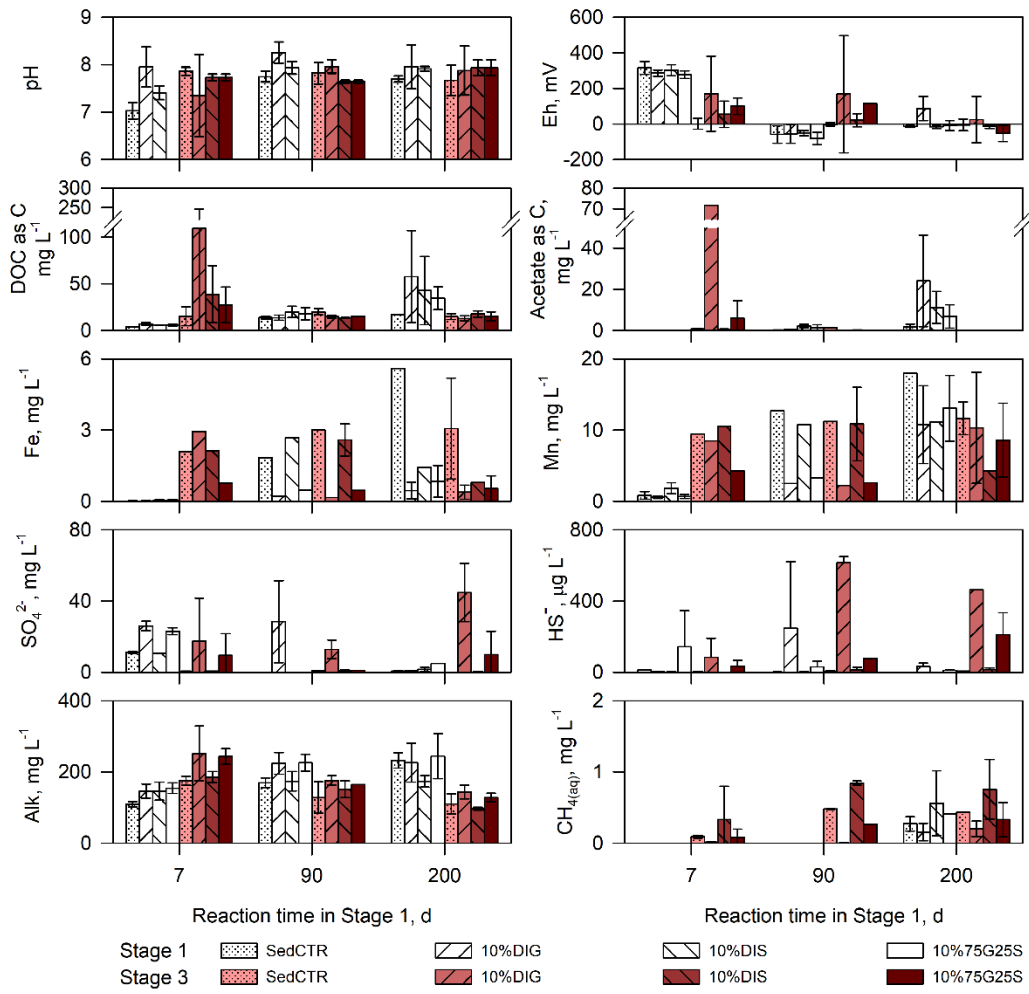 9
8
7
6
pH
400
200
0
-200
Eh, mV
300
250
100
50
0
DOC as C
mg L⁻¹
80
70
40
20
0
Acetate as C,
mg L⁻¹
6
3
0
Fe, mg L⁻¹
20
10
0
Mn, mg L⁻¹
80
40
0
SO₄²⁻, mg L⁻¹
800
400
0
HS⁻, µg L⁻¹
400
200
0
Alk, mg L⁻¹
2
1
0
CH₄₍aq₎, mg L⁻¹
7 90 200
7 90 200
Reaction time in Stage 1, d
Reaction time in Stage 1, d
Stage 1 SedCTR 10%DIG 10%DIS 10%75G25S
Stage 3 SedCTR 10%DIG 10%DIS 10%75G25S